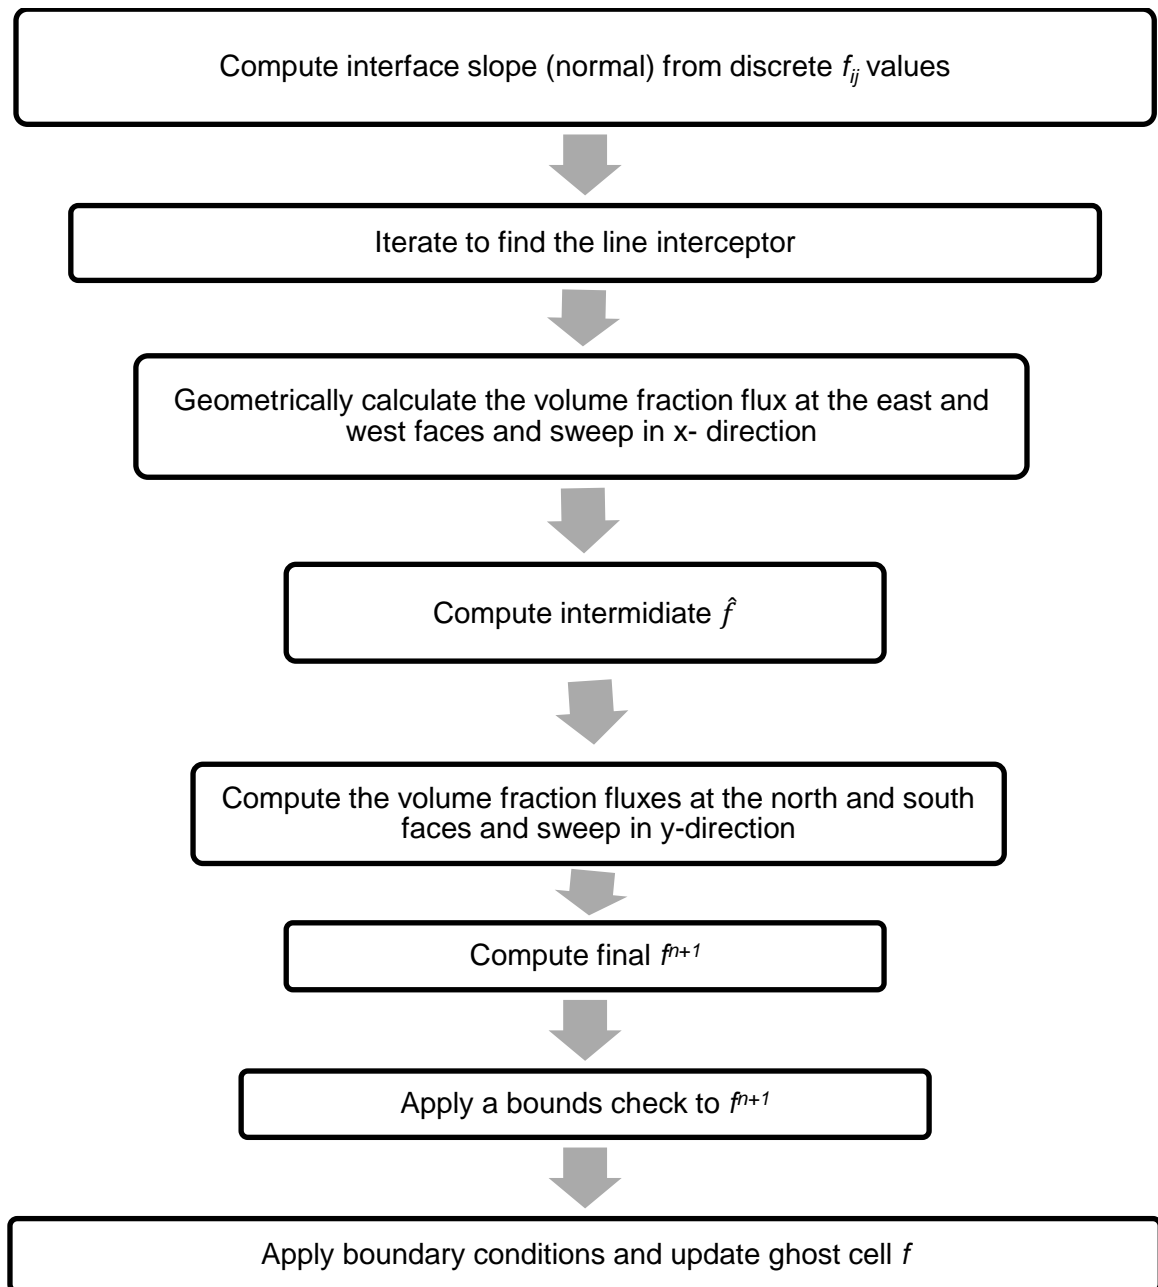 Compute interface slope (normal) from discrete f_ij values
Iterate to find the line interceptor
Geometrically calculate the volume fraction flux at the east and
west faces and sweep in x- direction
Compute intermidiate f̂
Compute the volume fraction fluxes at the north and south
faces and sweep in y-direction
Compute final f^n+1
Apply a bounds check to f^n+1
Apply boundary conditions and update ghost cell f